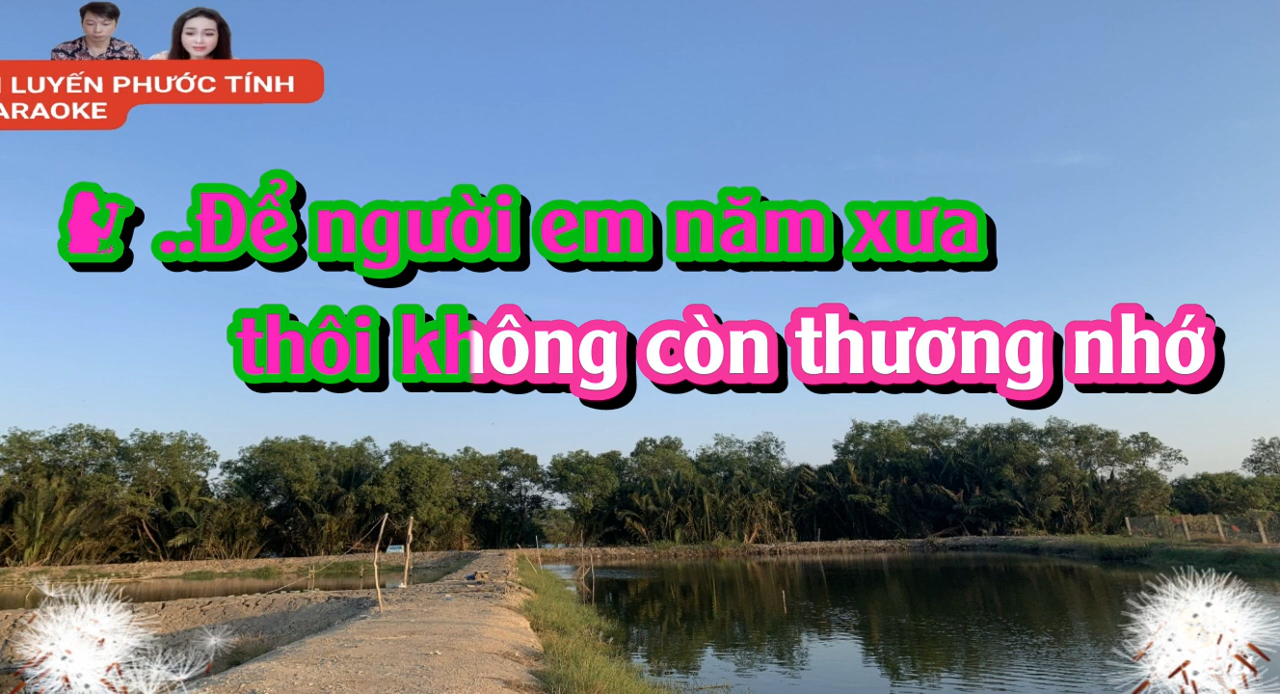 LUYẾN PHƯỚC TÍNH
ARAOKE
..Để người em năm xưa
thôi không còn thương nhớ